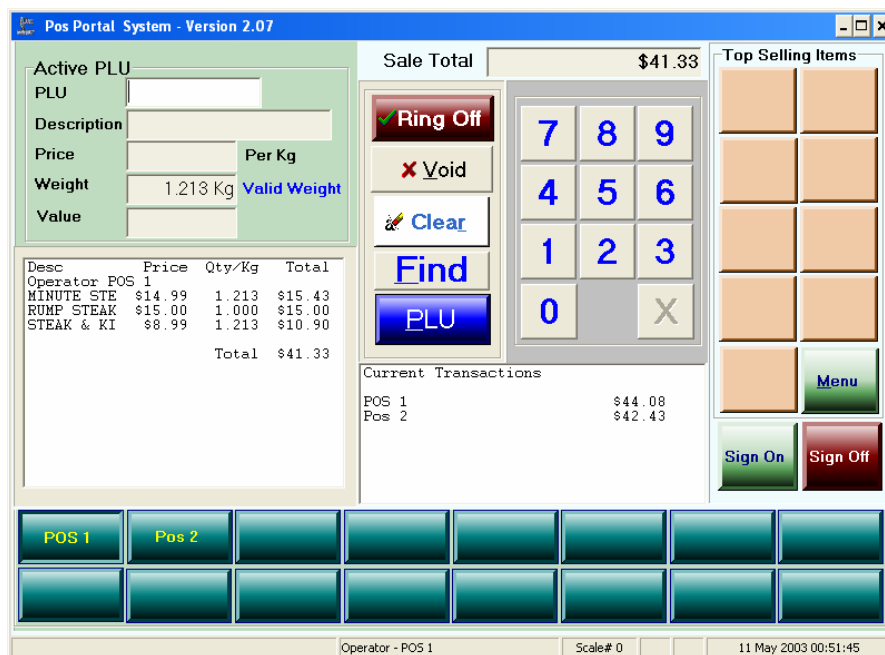 Pos Portal System - Version 2.07
Active PLU
PLU
Description
Price Per Kg
Weight 1.213 Kg Valid Weight
Value
Desc Price Qty/Kg Total
Operator POS 1
MINUTE STE $14.99 1.213 $15.43
RUMP STEAK $15.00 1.000 $15.00
STEAK & KI $8.99 1.213 $10.90
Total $41.33
Sale Total $41.33
Ring Off
Void
Clear
Find
PLU
7 8 9
4 5 6
1 2 3
0 X
Current Transactions
POS 1 $44.08
Pos 2 $42.43
Top Selling Items
Menu
Sign On Sign Off
POS 1 Pos 2
Operator - POS 1 Scale# 0 11 May 2003 00:51:45